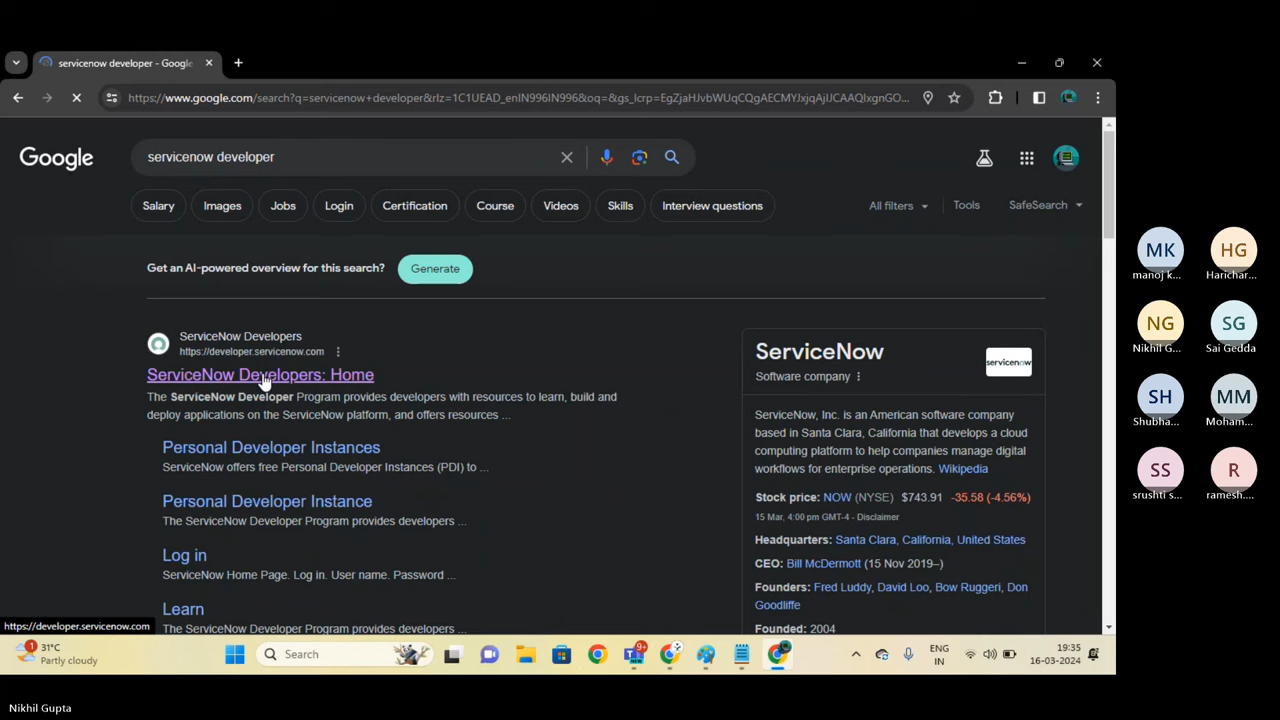 servicenow developer - Google
https://www.google.com/search?q=servicenow+developer&rlz=1C1UEAD_enIN996IN996&oq=&gs_lcrp=EgZjaHJvbWUqCQgAECMYJxjqAjIJCAAQIxgnGO...
Google
servicenow developer
Salary
Images
Jobs
Login
Certification
Course
Videos
Skills
Interview questions
All filters
Tools
SafeSearch
Get an AI-powered overview for this search?
Generate
ServiceNow Developers
https://developer.servicenow.com
ServiceNow Developers: Home
The ServiceNow Developer Program provides developers with resources to learn, build and
deploy applications on the ServiceNow platform, and offers resources ...
Personal Developer Instances
ServiceNow offers free Personal Developer Instances (PDI) to ...
Personal Developer Instance
The ServiceNow Developer Program provides developers ...
Log in
ServiceNow Home Page. Log in. User name. Password ...
Learn
The ServiceNow Developer Program provides developers ...
https://developer.servicenow.com
ServiceNow
Software company
servicenow
ServiceNow, Inc. is an American software company
based in Santa Clara, California that develops a cloud
computing platform to help companies manage digital
workflows for enterprise operations. Wikipedia
Stock price: NOW (NYSE) $743.91 -35.58 (-4.56%)
15 Mar, 4:00 pm GMT-4 - Disclaimer
Headquarters: Santa Clara, California, United States
CEO: Bill McDermott (15 Nov 2019–)
Founders: Fred Luddy, David Loo, Bow Ruggeri, Don
Goodliffe
Founded: 2004
MK
manoj k...
HG
Harichar...
NG
Nikhil G...
SG
Sai Gedda
SH
Shubha...
MM
Moham...
SS
srushti s...
R
ramesh....
1
31°C
Partly cloudy
Search
9+
ENG
IN
19:35
16-03-2024
Nikhil Gupta